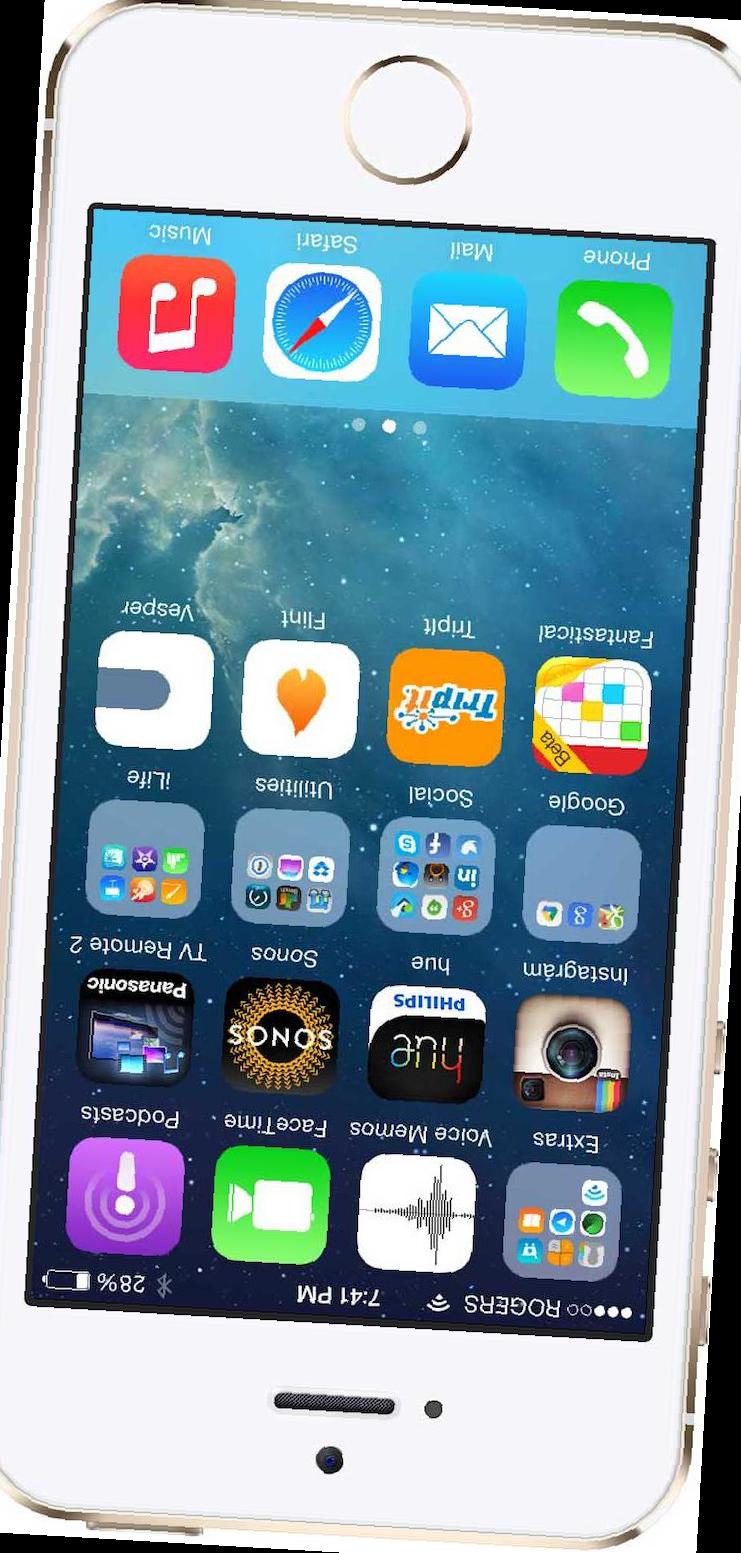 ROGERS 7:41 PM 28%
Extras Voice Memos FaceTime Podcasts
Insta hue PHILIPS SONOS Panasonic
Instagram hue Sonos TV Remote 2
Google Social Utilities iLife
Beta TripIt
Fantastical TripIt Flint Vesper
Phone Mail Safari Music